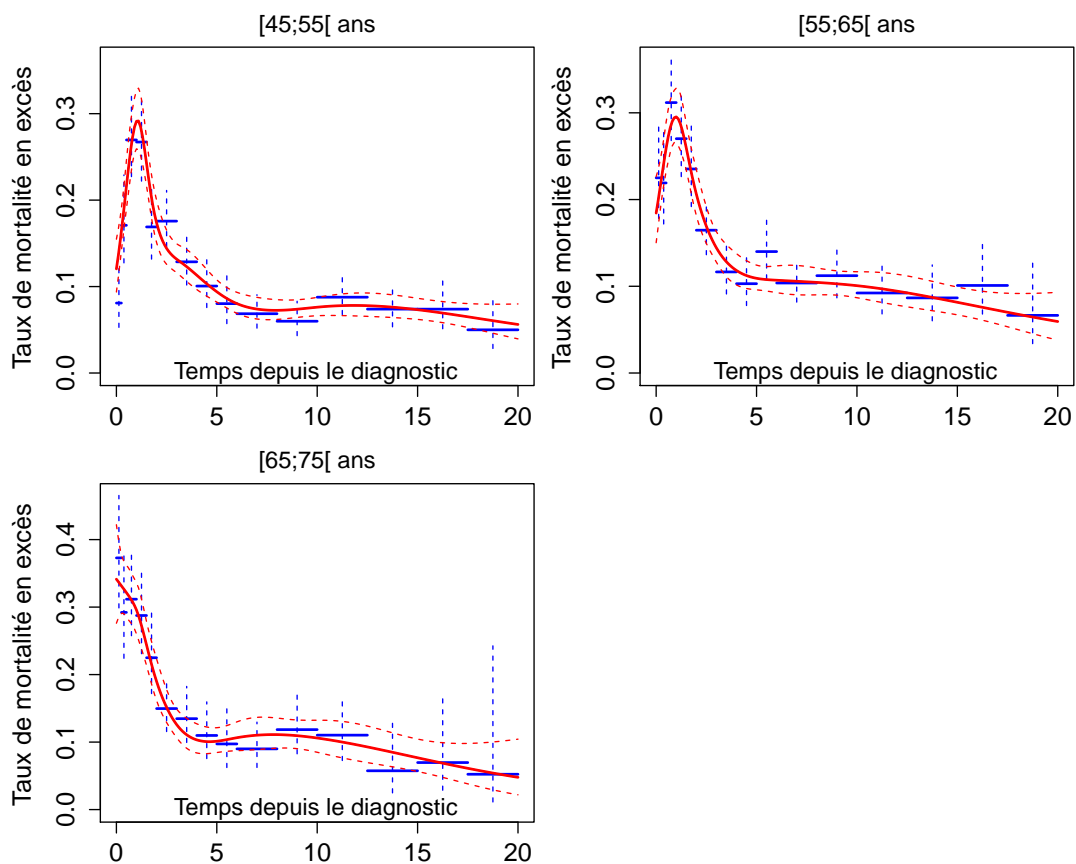 [45;55[ ans
Taux de mortalité en excès
0.0 0.1 0.2 0.3
Temps depuis le diagnostic
0 5 10 15 20
[55;65[ ans
Taux de mortalité en excès
0.0 0.1 0.2 0.3
Temps depuis le diagnostic
0 5 10 15 20
[65;75[ ans
Taux de mortalité en excès
0.0 0.1 0.2 0.3 0.4
Temps depuis le diagnostic
0 5 10 15 20